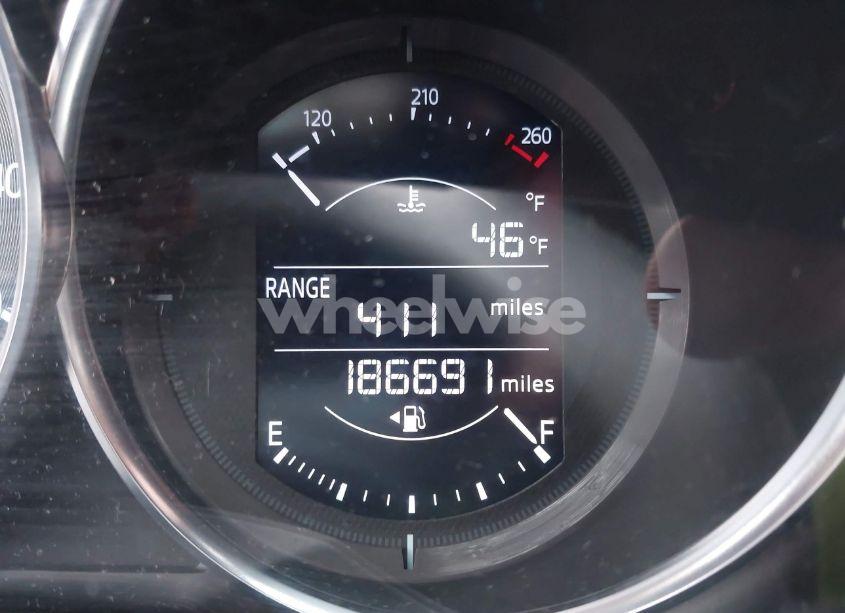 210
120
260
°F
46 °F
RANGE
411 miles
wheelwise
186691 miles
E F